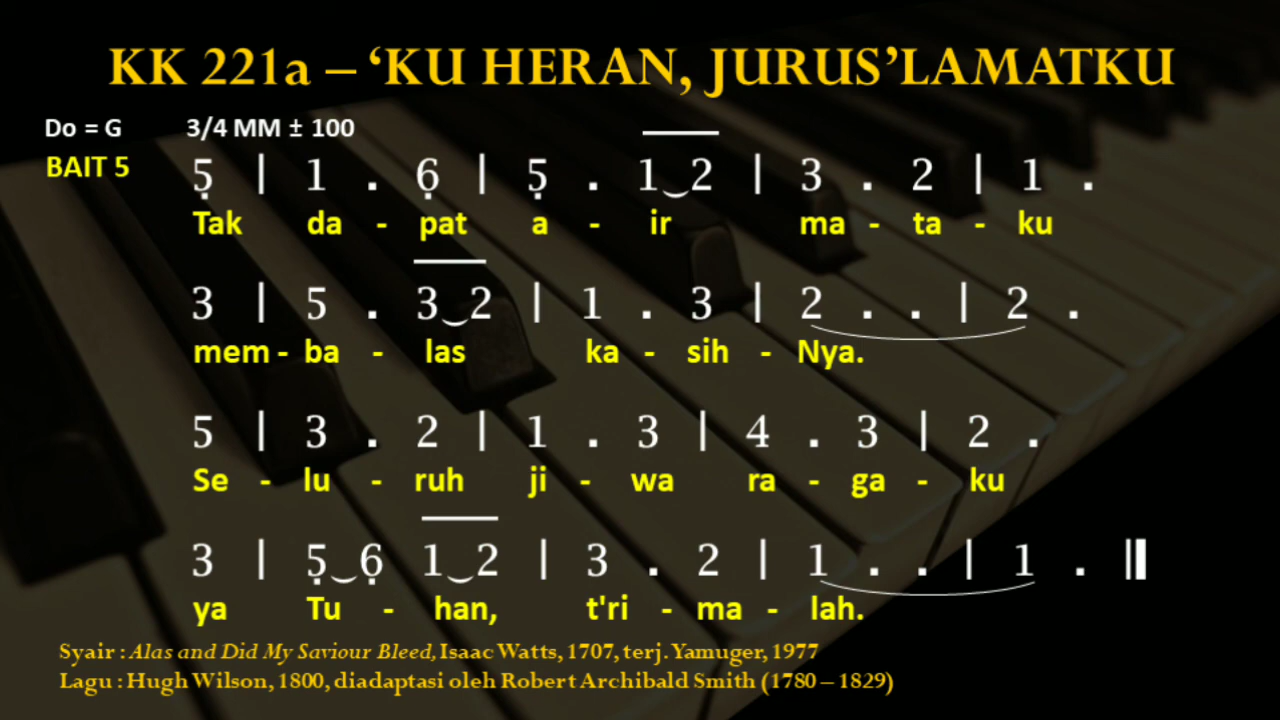 KK 221a – ‘KU HERAN, JURUS’LAMATKU
Do = G 3/4 MM ± 100
BAIT 5 5̣ | 1 . 6̣ | 5̣ . 1‿2 | 3 . 2 | 1 .
Tak da - pat a - ir ma - ta - ku
3 | 5 . 3‿2 | 1 . 3 | 2 . . | 2 .
mem - ba - las ka - sih - Nya.
5 | 3 . 2 | 1 . 3 | 4 . 3 | 2 .
Se - lu - ruh ji - wa ra - ga - ku
3 | 5̣‿6̣ 1‿2 | 3 . 2 | 1 . . | 1 . ‖
ya Tu - han, t'ri - ma - lah.
Syair : Alas and Did My Saviour Bleed, Isaac Watts, 1707, terj. Yamuger, 1977
Lagu : Hugh Wilson, 1800, diadaptasi oleh Robert Archibald Smith (1780 – 1829)